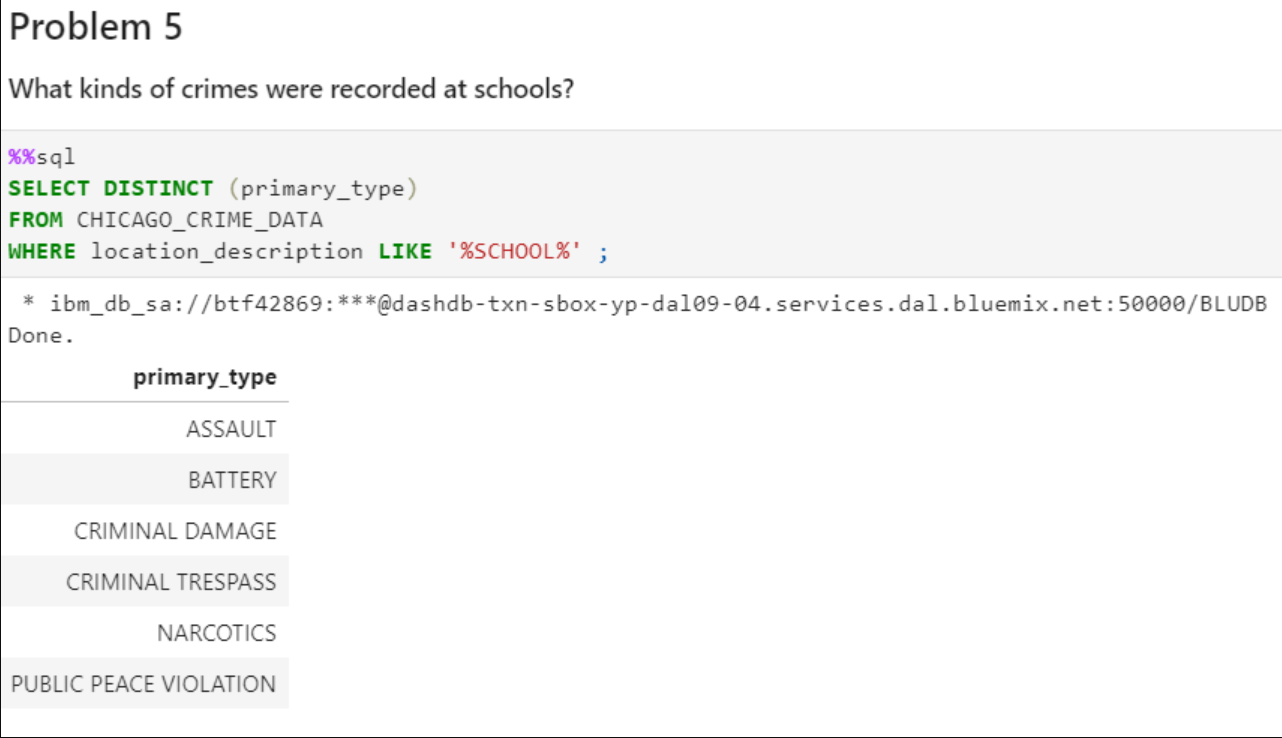 Problem 5
What kinds of crimes were recorded at schools?
%%sql
SELECT DISTINCT (primary_type)
FROM CHICAGO_CRIME_DATA
WHERE location_description LIKE '%SCHOOL%' ;
* ibm_db_sa://btf42869:***@dashdb-txn-sbox-yp-dal09-04.services.dal.bluemix.net:50000/BLUDB
Done.
primary_type
ASSAULT
BATTERY
CRIMINAL DAMAGE
CRIMINAL TRESPASS
NARCOTICS
PUBLIC PEACE VIOLATION